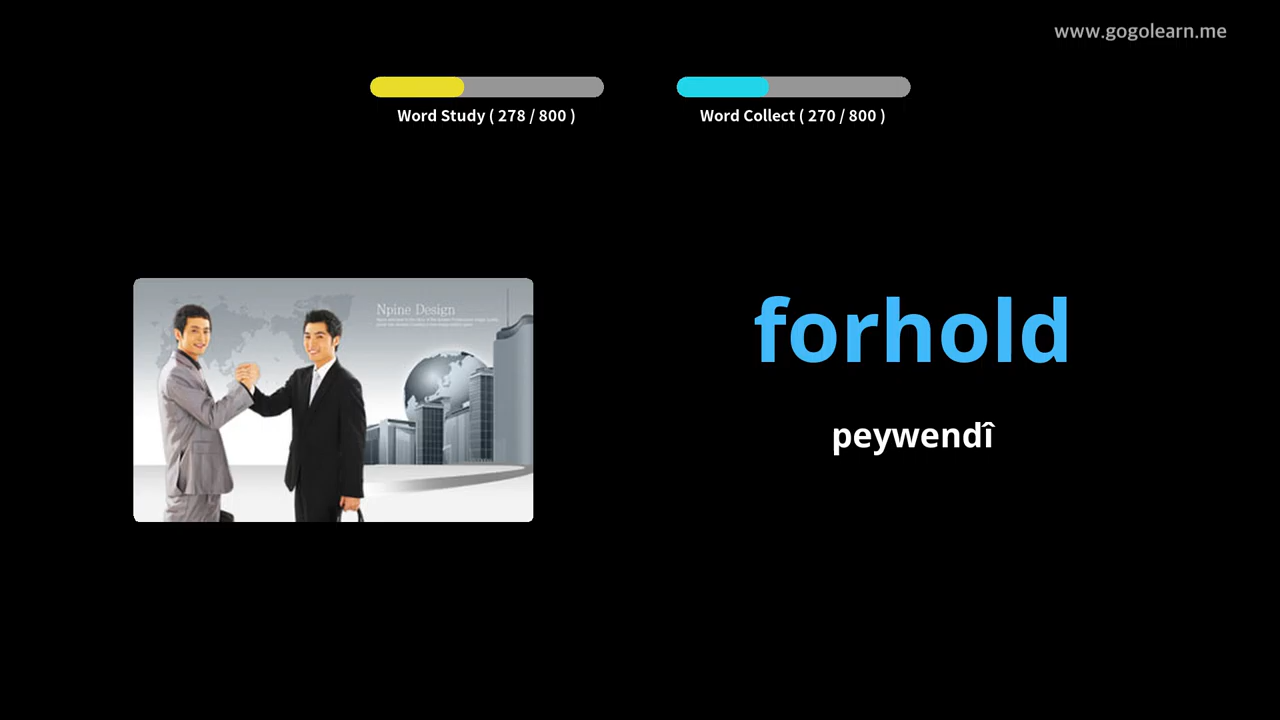 www.gogolearn.me
Word Study ( 278 / 800 )
Word Collect ( 270 / 800 )
Npine Design
forhold
peywendî